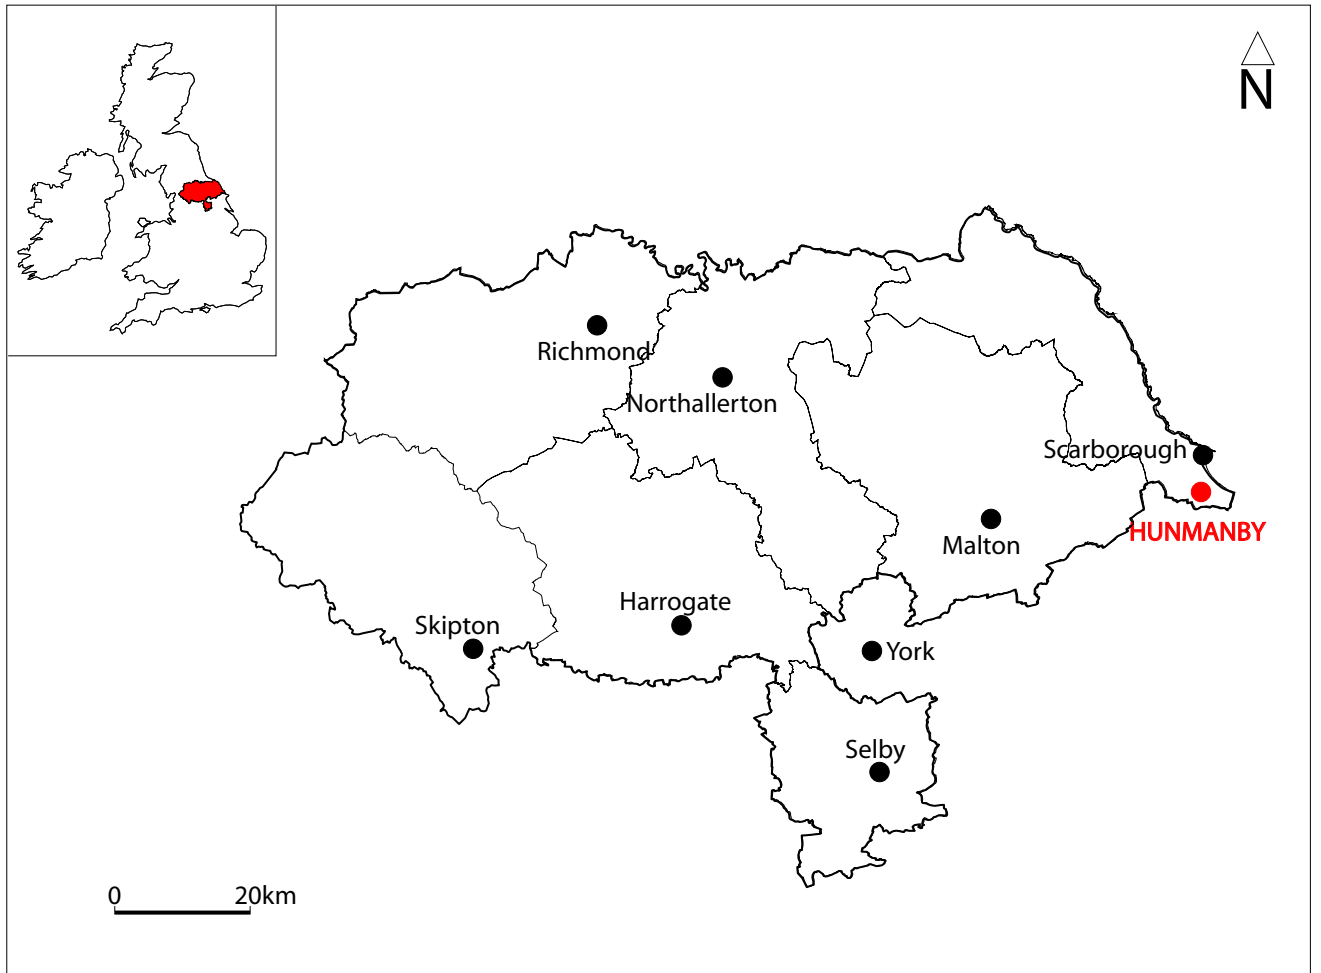 N
Richmond
Northallerton
Scarborough
HUNMANBY
Malton
Harrogate
Skipton
York
Selby
0 20km